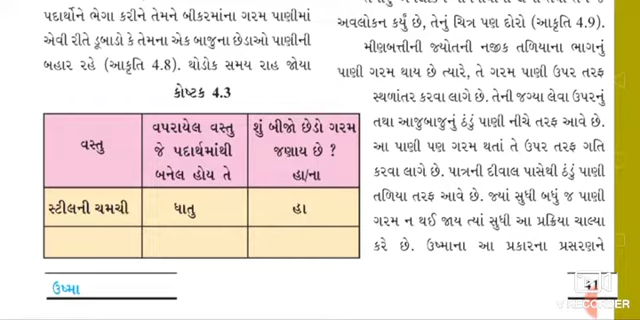 પદાર્થોને ભેગા કરીને તેમને બીકરમાંના ગરમ પાણીમાં
એવી રીતે ડૂબાડો કે તેમના એક બાજુના છેડાઓ પાણીની
બહાર રહે (આકૃતિ 4.8) થોડોક સમય રાહ જોયા
કોષ્ટક 4.3
વસ્તુ
વપરાયેલ વસ્તુ
જે પદાર્થમાંથી
બનેલ હોય તે
શું બીજો છેડો ગરમ
જણાય છે ?
હા/ના
સ્ટીલની ચમચી
ધાતુ
હા
ઉષ્મા
અવલોકન કર્યું છે, તેનું ચિત્ર પણ દોરો (આકૃતિ 4.9).
મીણબત્તીની જ્યોતની નજીક તળિયાના ભાગનું
પાણી ગરમ થાય છે ત્યારે, તે ગરમ પાણી ઉપર તરફ
સ્થળાંતર કરવા લાગે છે. તેની જગ્યા લેવા ઉપરનું
તથા આજુબાજુનું ઠંડું પાણી નીચે તરફ આવે છે.
આ પાણી પણ ગરમ થતાં તે ઉપર તરફ ગતિ
કરવા લાગે છે. પાત્રની દીવાલ પાસેથી ઠંડું પાણી
તળિયા તરફ આવે છે. જ્યાં સુધી બધું જ પાણી
ગરમ ન થઈ જાય ત્યાં સુધી આ પ્રક્રિયા ચાલ્યા
કરે છે. ઉષ્માના આ પ્રકારના પ્રસરણને
41